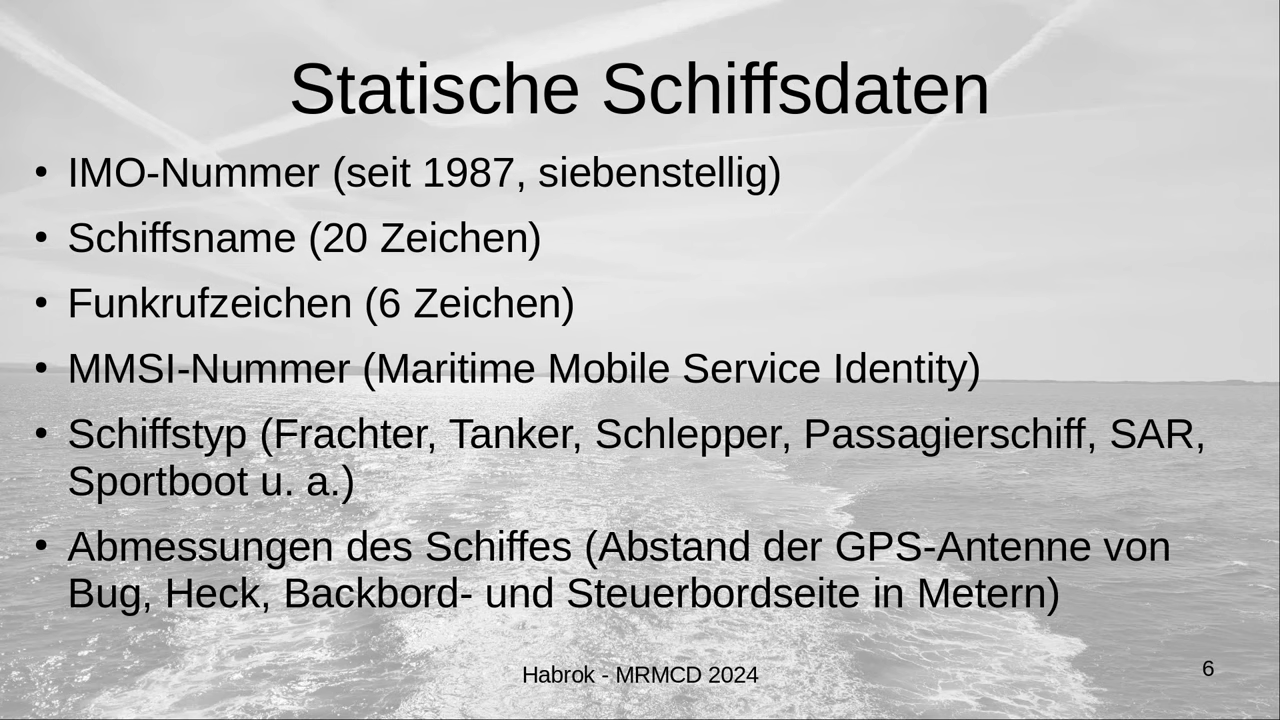 Statische Schiffsdaten
• IMO-Nummer (seit 1987, siebenstellig)
• Schiffsname (20 Zeichen)
• Funkrufzeichen (6 Zeichen)
• MMSI-Nummer (Maritime Mobile Service Identity)
• Schiffstyp (Frachter, Tanker, Schlepper, Passagierschiff, SAR,
Sportboot u. a.)
• Abmessungen des Schiffes (Abstand der GPS-Antenne von
Bug, Heck, Backbord- und Steuerbordseite in Metern)
Habrok - MRMCD 2024
6